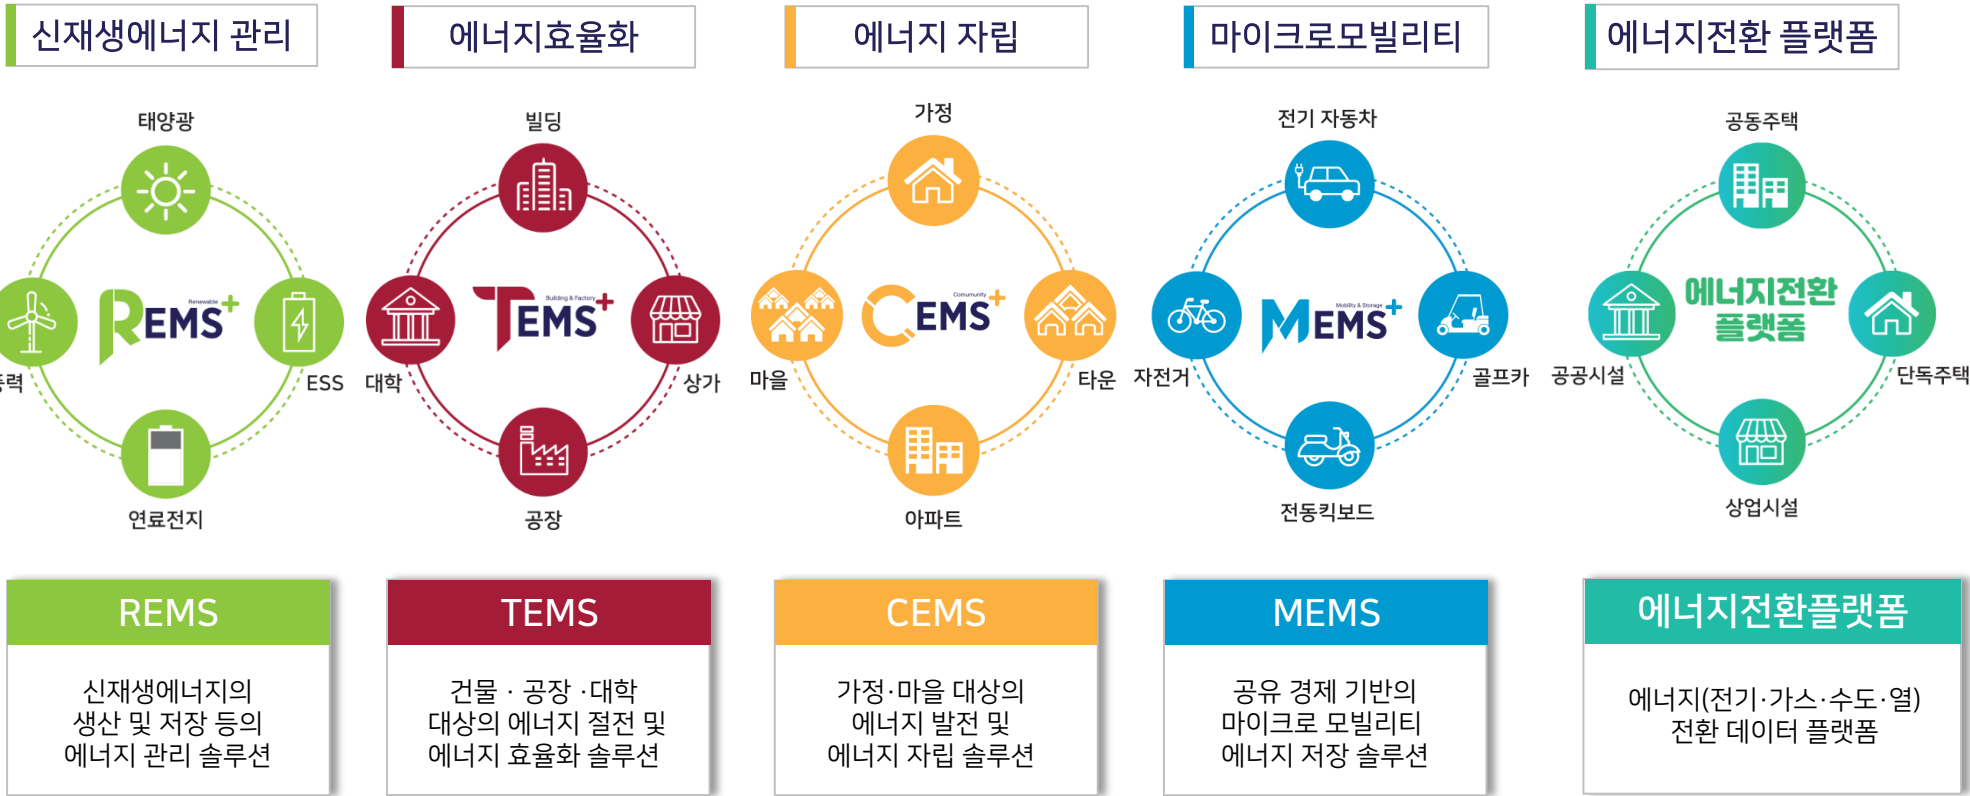 신재생에너지 관리
에너지효율화
에너지 자립
마이크로모빌리티
에너지전환 플랫폼
태양광
Renewable
REMS+
ESS
연료전지
빌딩
대학
Building & Factory
TEMS+
상가
공장
가정
마을
Comumunity
CEMS+
타운
아파트
전기 자동차
자전거
Mobility & Storage
MEMS+
골프카
전동킥보드
공동주택
공공시설
에너지전환
플랫폼
단독주택
상업시설
REMS
신재생에너지의
생산 및 저장 등의
에너지 관리 솔루션
TEMS
건물 · 공장 ·대학
대상의 에너지 절전 및
에너지 효율화 솔루션
CEMS
가정·마을 대상의
에너지 발전 및
에너지 자립 솔루션
MEMS
공유 경제 기반의
마이크로 모빌리티
에너지 저장 솔루션
에너지전환플랫폼
에너지(전기·가스·수도·열)
전환 데이터 플랫폼